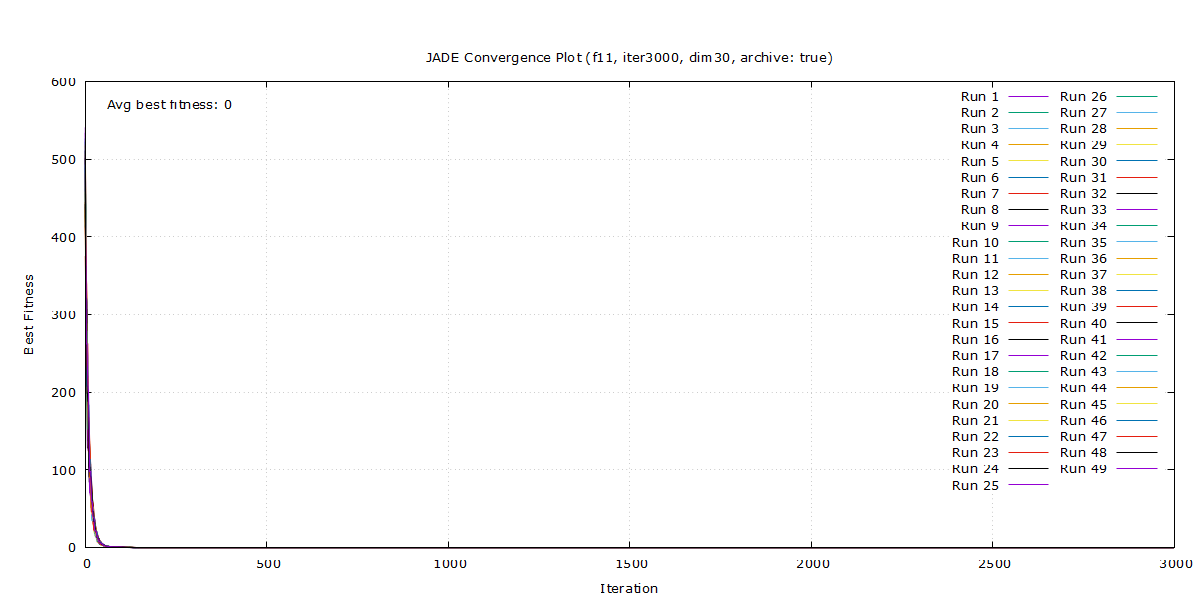 JADE Convergence Plot (f11, iter3000, dim30, archive: true)
600
Avg best fitness: 0
500
400
300
200
100
0
Best Fitness
Run 1 Run 26
Run 2 Run 27
Run 3 Run 28
Run 4 Run 29
Run 5 Run 30
Run 6 Run 31
Run 7 Run 32
Run 8 Run 33
Run 9 Run 34
Run 10 Run 35
Run 11 Run 36
Run 12 Run 37
Run 13 Run 38
Run 14 Run 39
Run 15 Run 40
Run 16 Run 41
Run 17 Run 42
Run 18 Run 43
Run 19 Run 44
Run 20 Run 45
Run 21 Run 46
Run 22 Run 47
Run 23 Run 48
Run 24 Run 49
Run 25
0 500 1000 1500 2000 2500 3000
Iteration